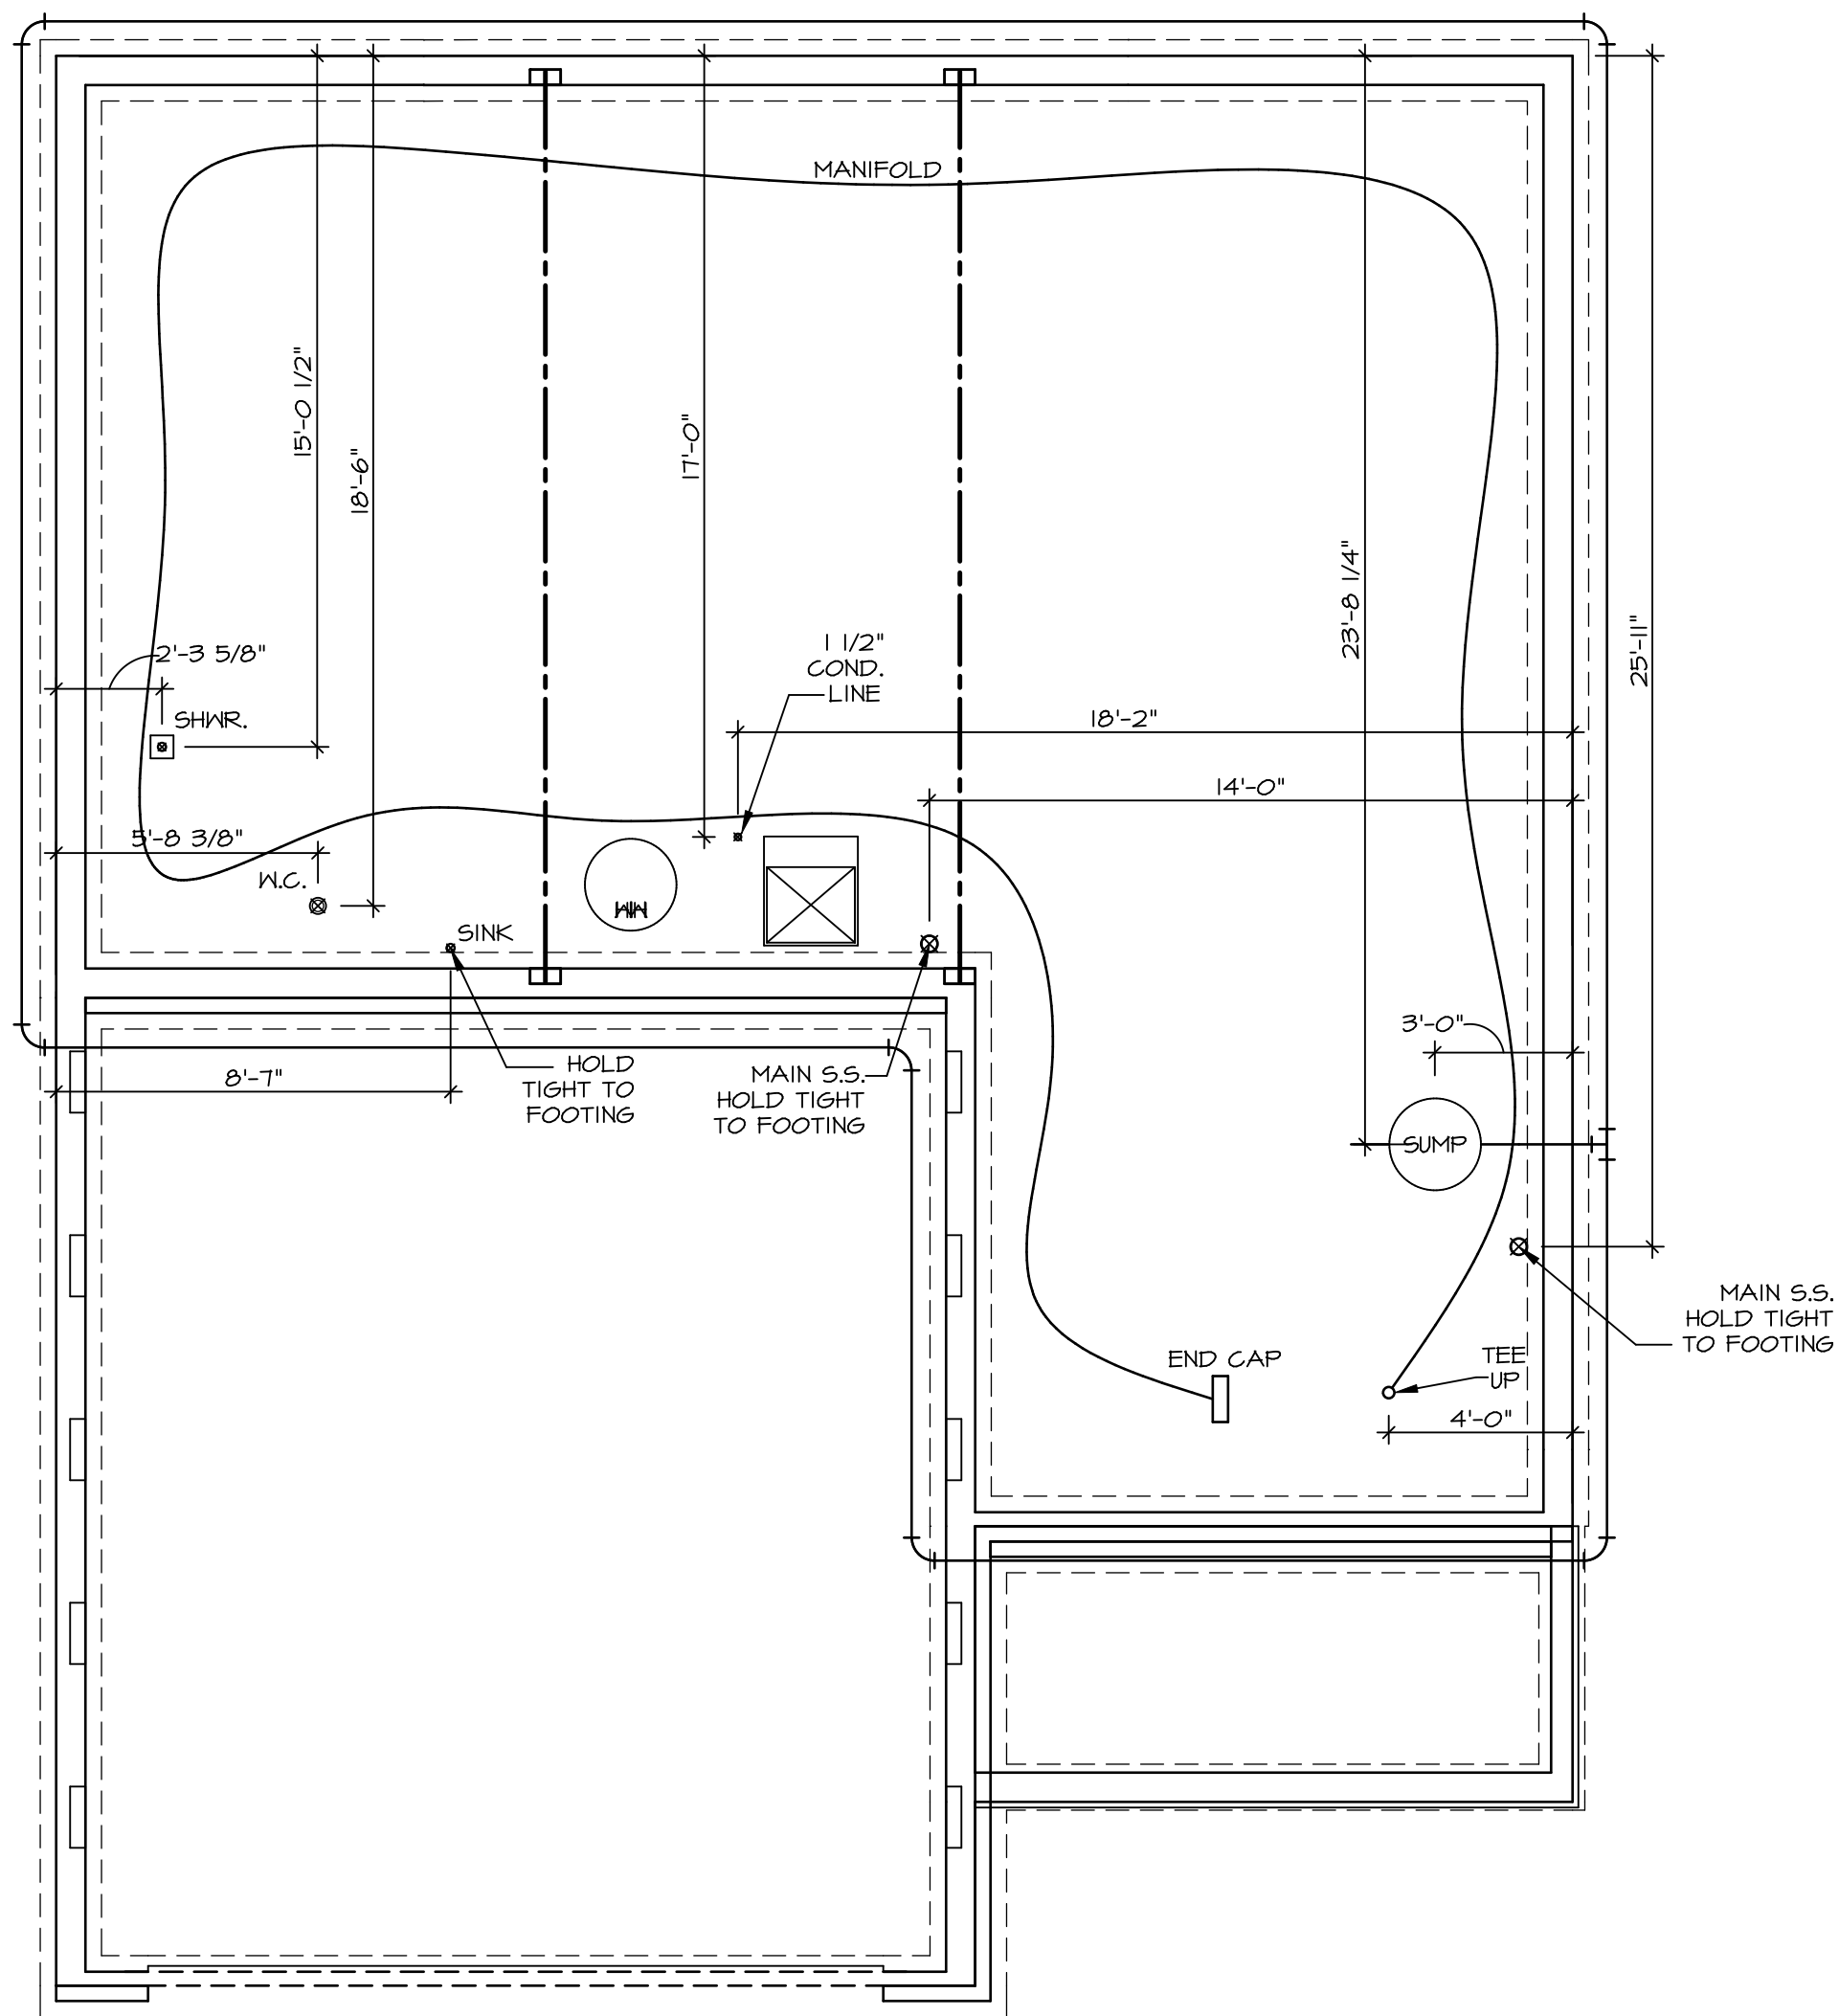 MANIFOLD
15'-0 1/2"
18'-6"
17'-0"
23'-8 1/4"
25'-11"
2'-3 5/8"
SHWR.
1 1/2"
COND.
LINE
18'-2"
14'-0"
5'-8 3/8"
W.C.
SINK
3'-0"
8'-7"
HOLD
TIGHT TO
FOOTING
MAIN S.S.
HOLD TIGHT
TO FOOTING
SUMP
MAIN S.S.
HOLD TIGHT
TO FOOTING
END CAP
TEE
UP
4'-0"